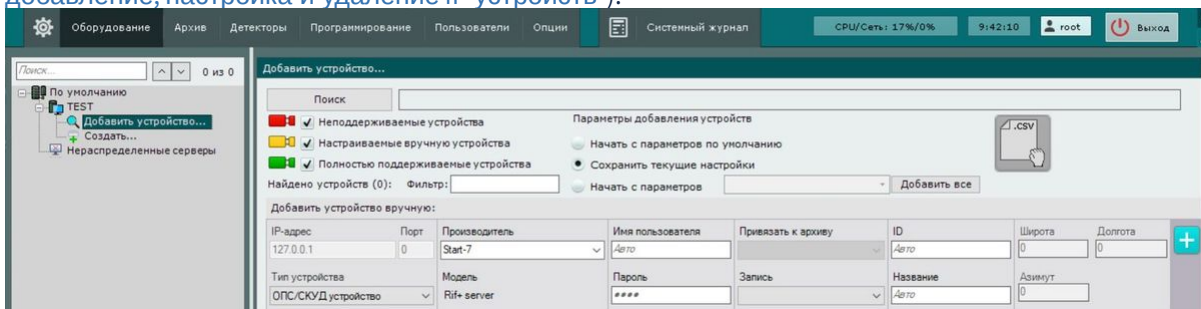 добавление, настройка и удаление IP-устройств").
Оборудование Архив Детекторы Программирование Пользователи Опции Системный журнал CPU/Сеть: 17%/0% 9:42:10 root Выход
Поиск... 0 из 0
По умолчанию
TEST
Добавить устройство...
Создать...
Нераспределенные серверы
Добавить устройство...
Поиск
Неподдерживаемые устройства
Настраиваемые вручную устройства
Полностью поддерживаемые устройства
Найдено устройств (0): Фильтр:
Параметры добавления устройств
Начать с параметров по умолчанию
Сохранить текущие настройки
Начать с параметров Добавить все
.CSV
Добавить устройство вручную:
IP-адрес Порт Производитель Имя пользователя Привязать к архиву ID Широта Долгота
127.0.0.1 0 Start-7 Авто Авто 0 0
Тип устройства Модель Пароль Запись Название Азимут
ОПС/СКУД устройство Rif+ server **** Авто 0